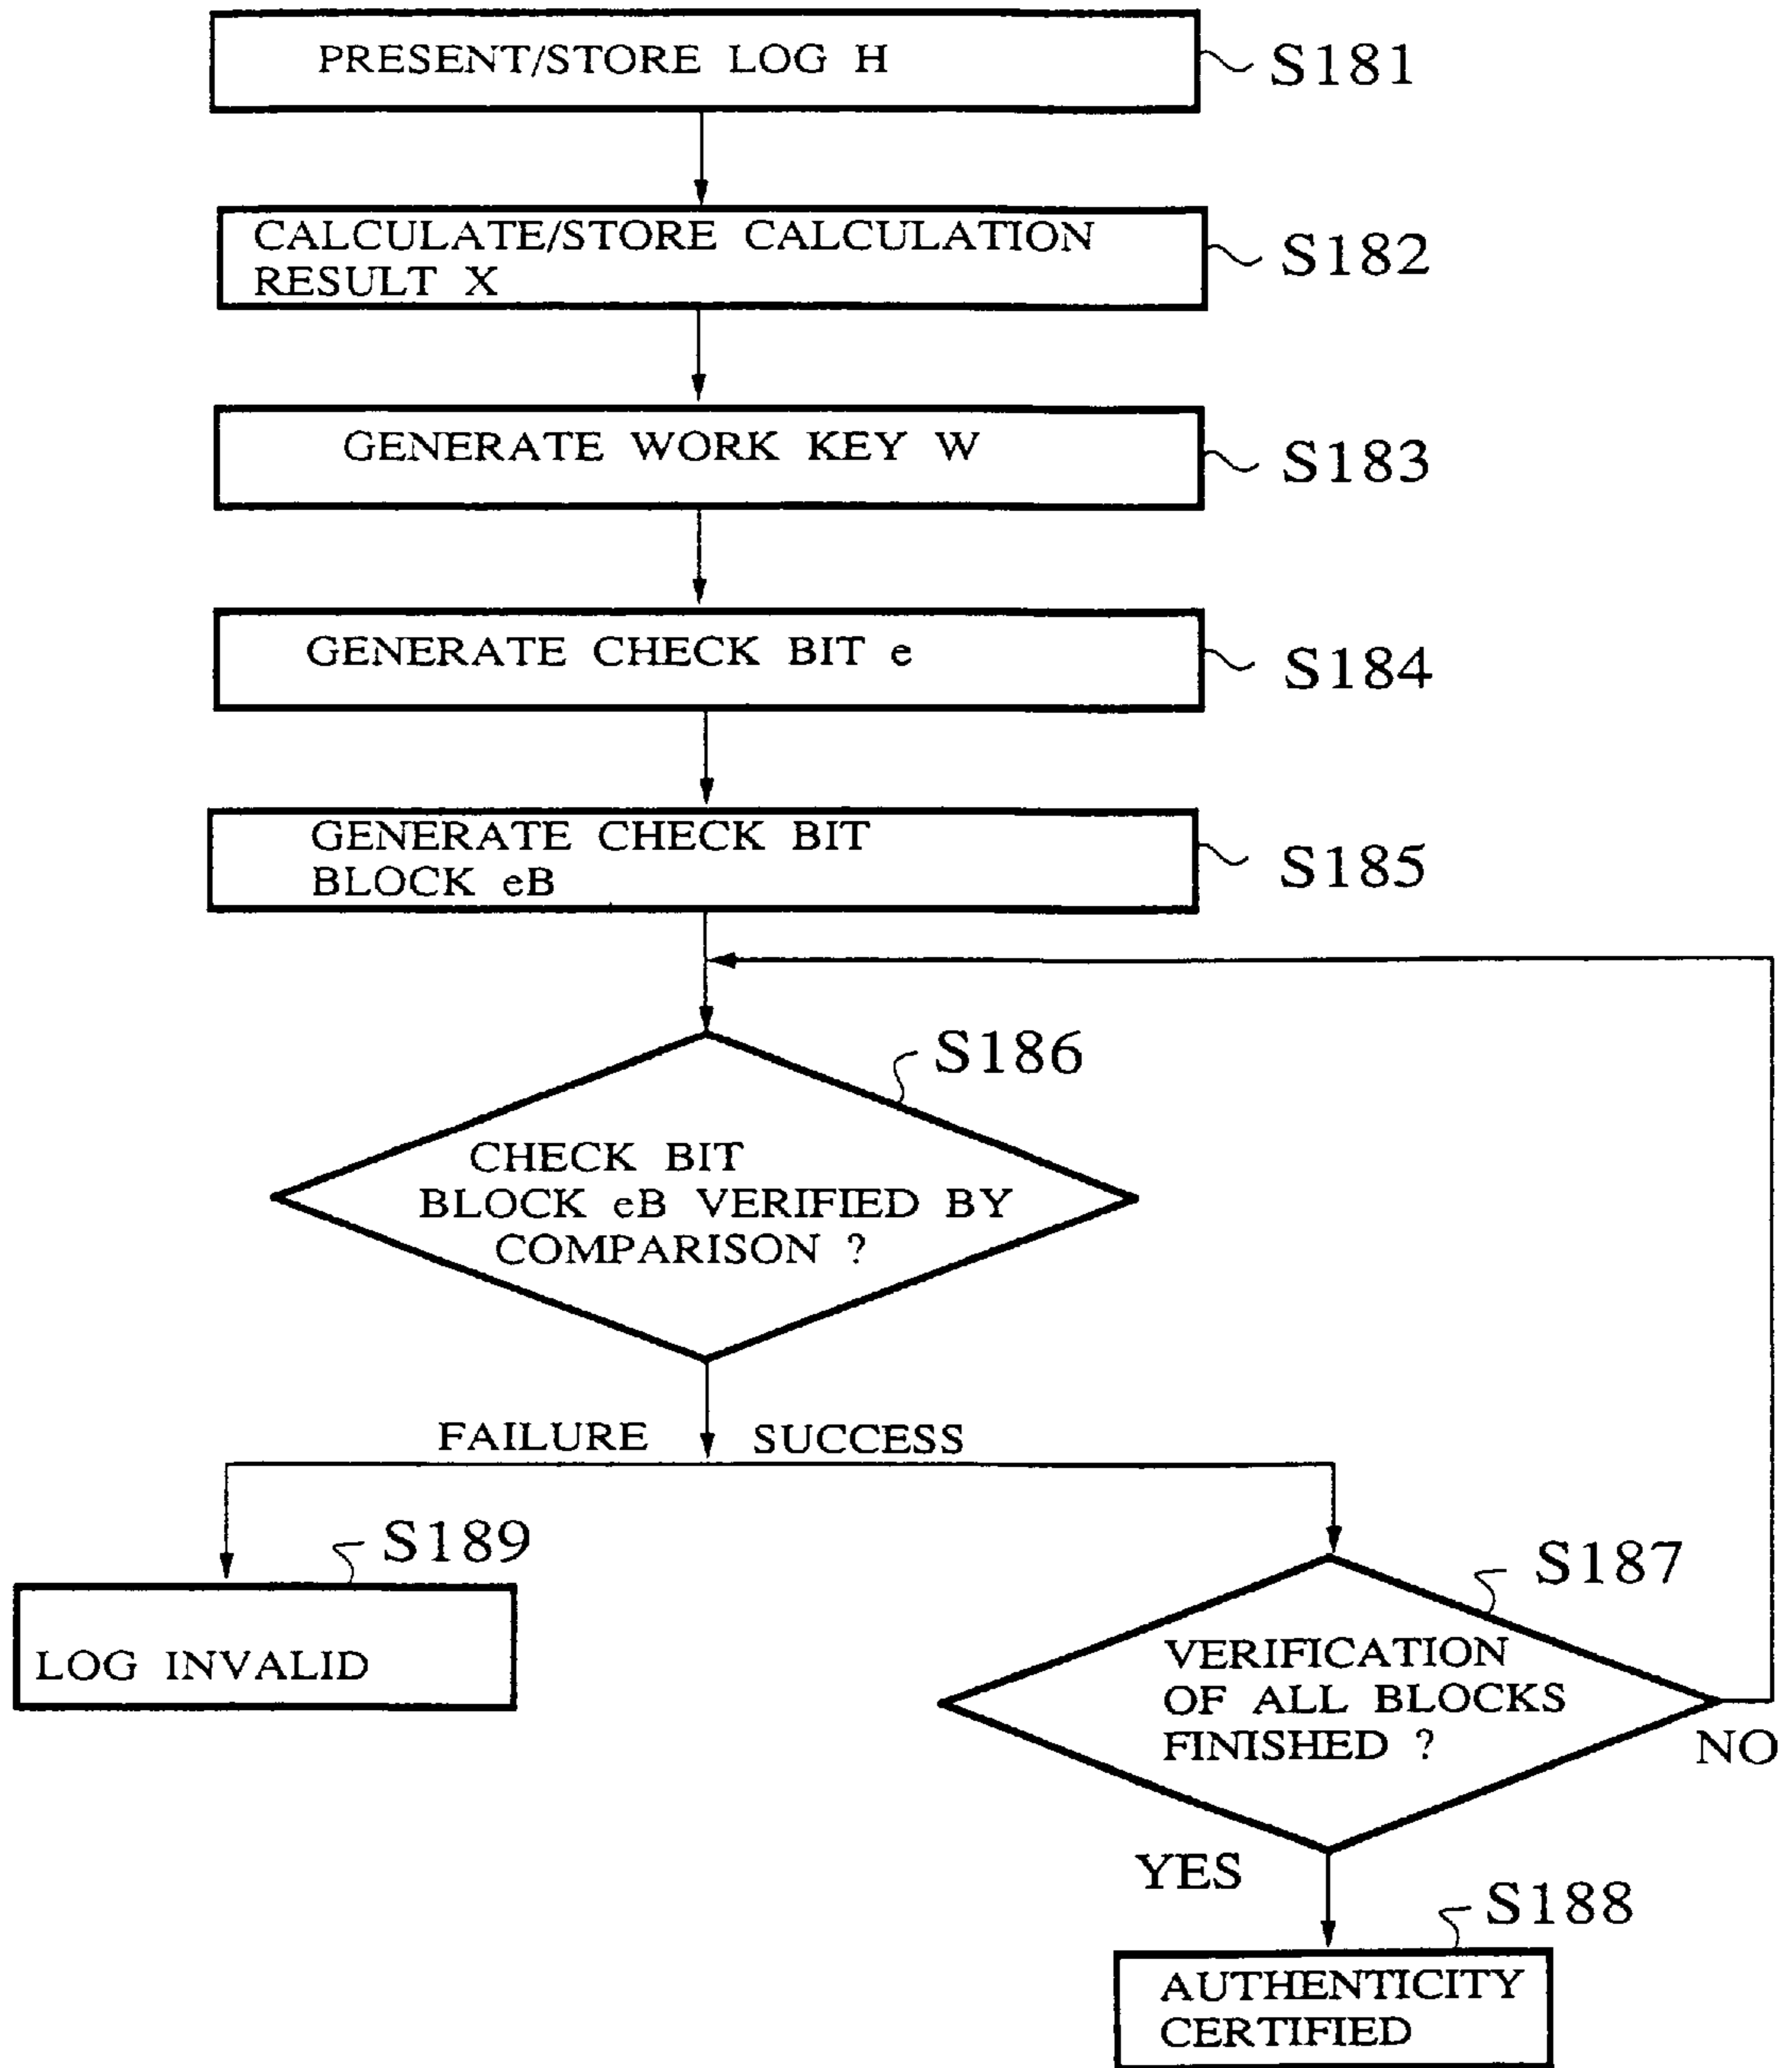 PRESENT/STORE LOG H
S181
CALCULATE/STORE CALCULATION
RESULT X
S182
GENERATE WORK KEY W
S183
GENERATE CHECK BIT e
S184
GENERATE CHECK BIT
BLOCK eB
S185
S186
CHECK BIT
BLOCK eB VERIFIED BY
COMPARISON ?
FAILURE
SUCCESS
S189
LOG INVALID
S187
VERIFICATION
OF ALL BLOCKS
FINISHED ?
NO
YES
S188
AUTHENTICITY
CERTIFIED